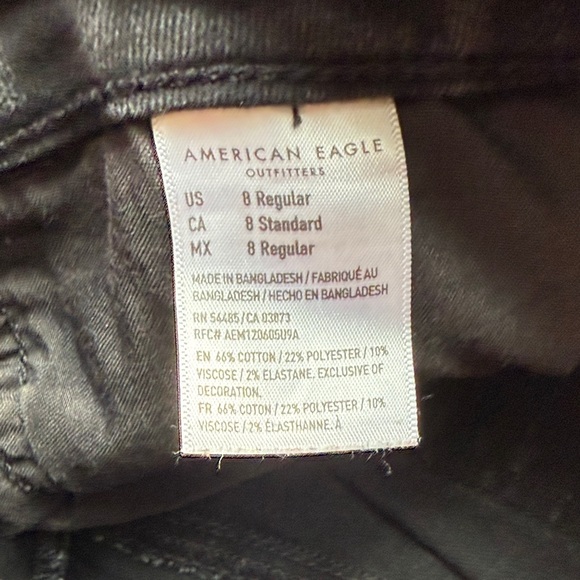 AMERICAN EAGLE
OUTFITTERS
US 8 Regular
CA 8 Standard
MX 8 Regular
MADE IN BANGLADESH / FABRIQUÉ AU
BANGLADESH / HECHO EN BANGLADESH
RN 54485 / CA 03073
RFC# AEM120605U9A
EN 66% COTTON / 22% POLYESTER / 10%
VISCOSE / 2% ELASTANE. EXCLUSIVE OF
DECORATION.
FR 66% COTON / 22% POLYESTER / 10%
VISCOSE / 2% ÉLASTHANNE. À